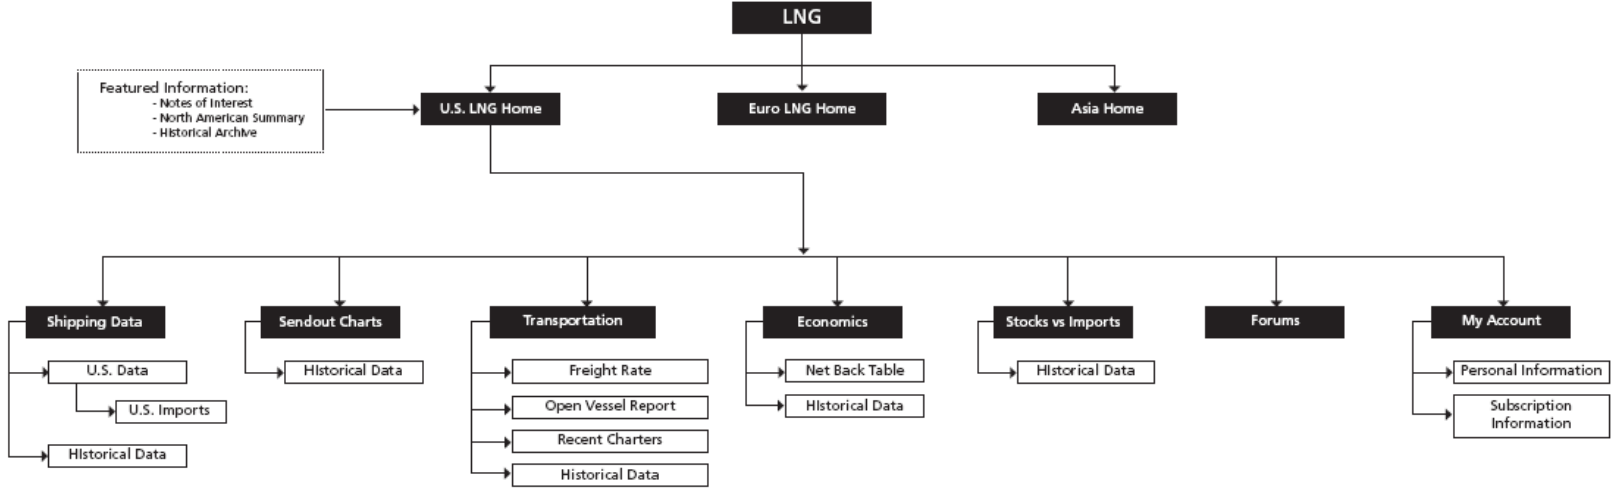 LNG
Featured Information:
- Notes of Interest
- North American Summary
- Historical Archive
U.S. LNG Home
Euro LNG Home
Asia Home
Shipping Data
Sendout Charts
Transportation
Economics
Stocks vs Imports
Forums
My Account
U.S. Data
U.S. Imports
Historical Data
Historical Data
Freight Rate
Open Vessel Report
Recent Charters
Historical Data
Net Back Table
Historical Data
Historical Data
Personal Information
Subscription
Information